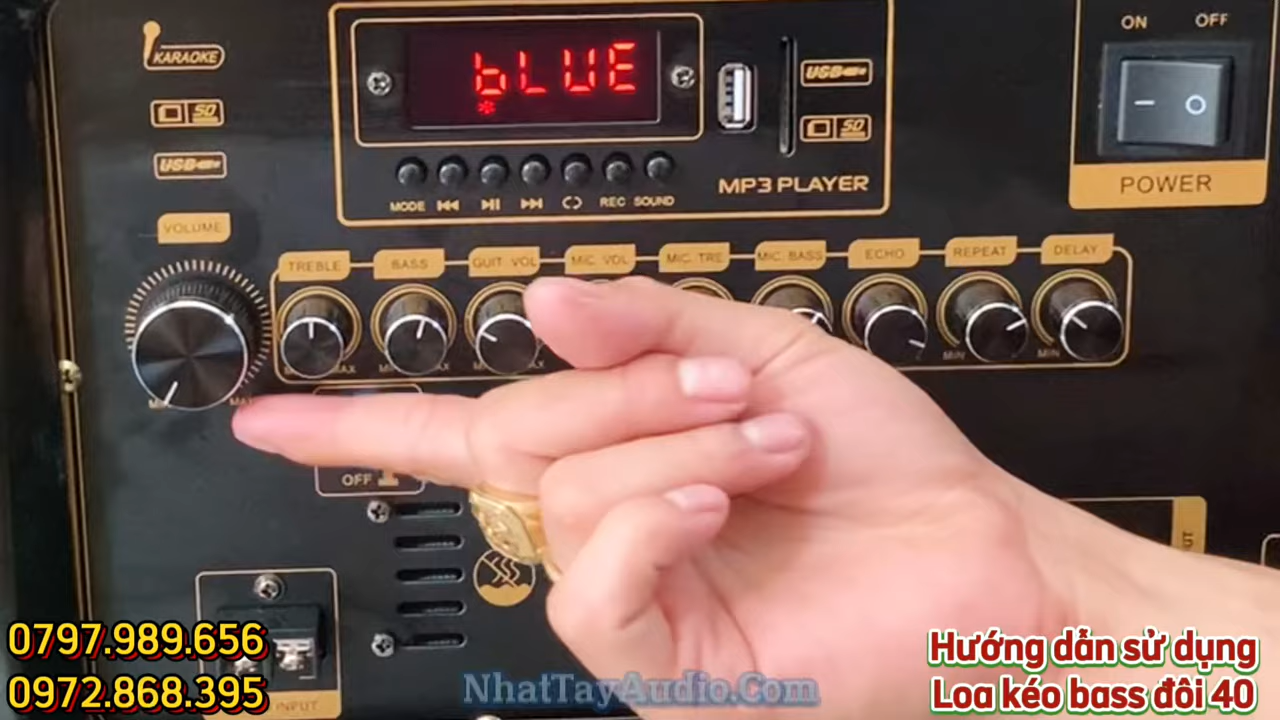 KARAOKE
SD
USB
bLUE
USB
SD
MP3 PLAYER
MODE
REC SOUND
ON OFF
POWER
VOLUME
TREBLE BASS GUIT. VOL MIC. VOL MIC. TRE MIC. BASS ECHO REPEAT DELAY
MIN
MIN
OFF
INPUT
0797.989.656
0972.868.395
NhatTayAudio.Com
Hướng dẫn sử dụng
Loa kéo bass đôi 40